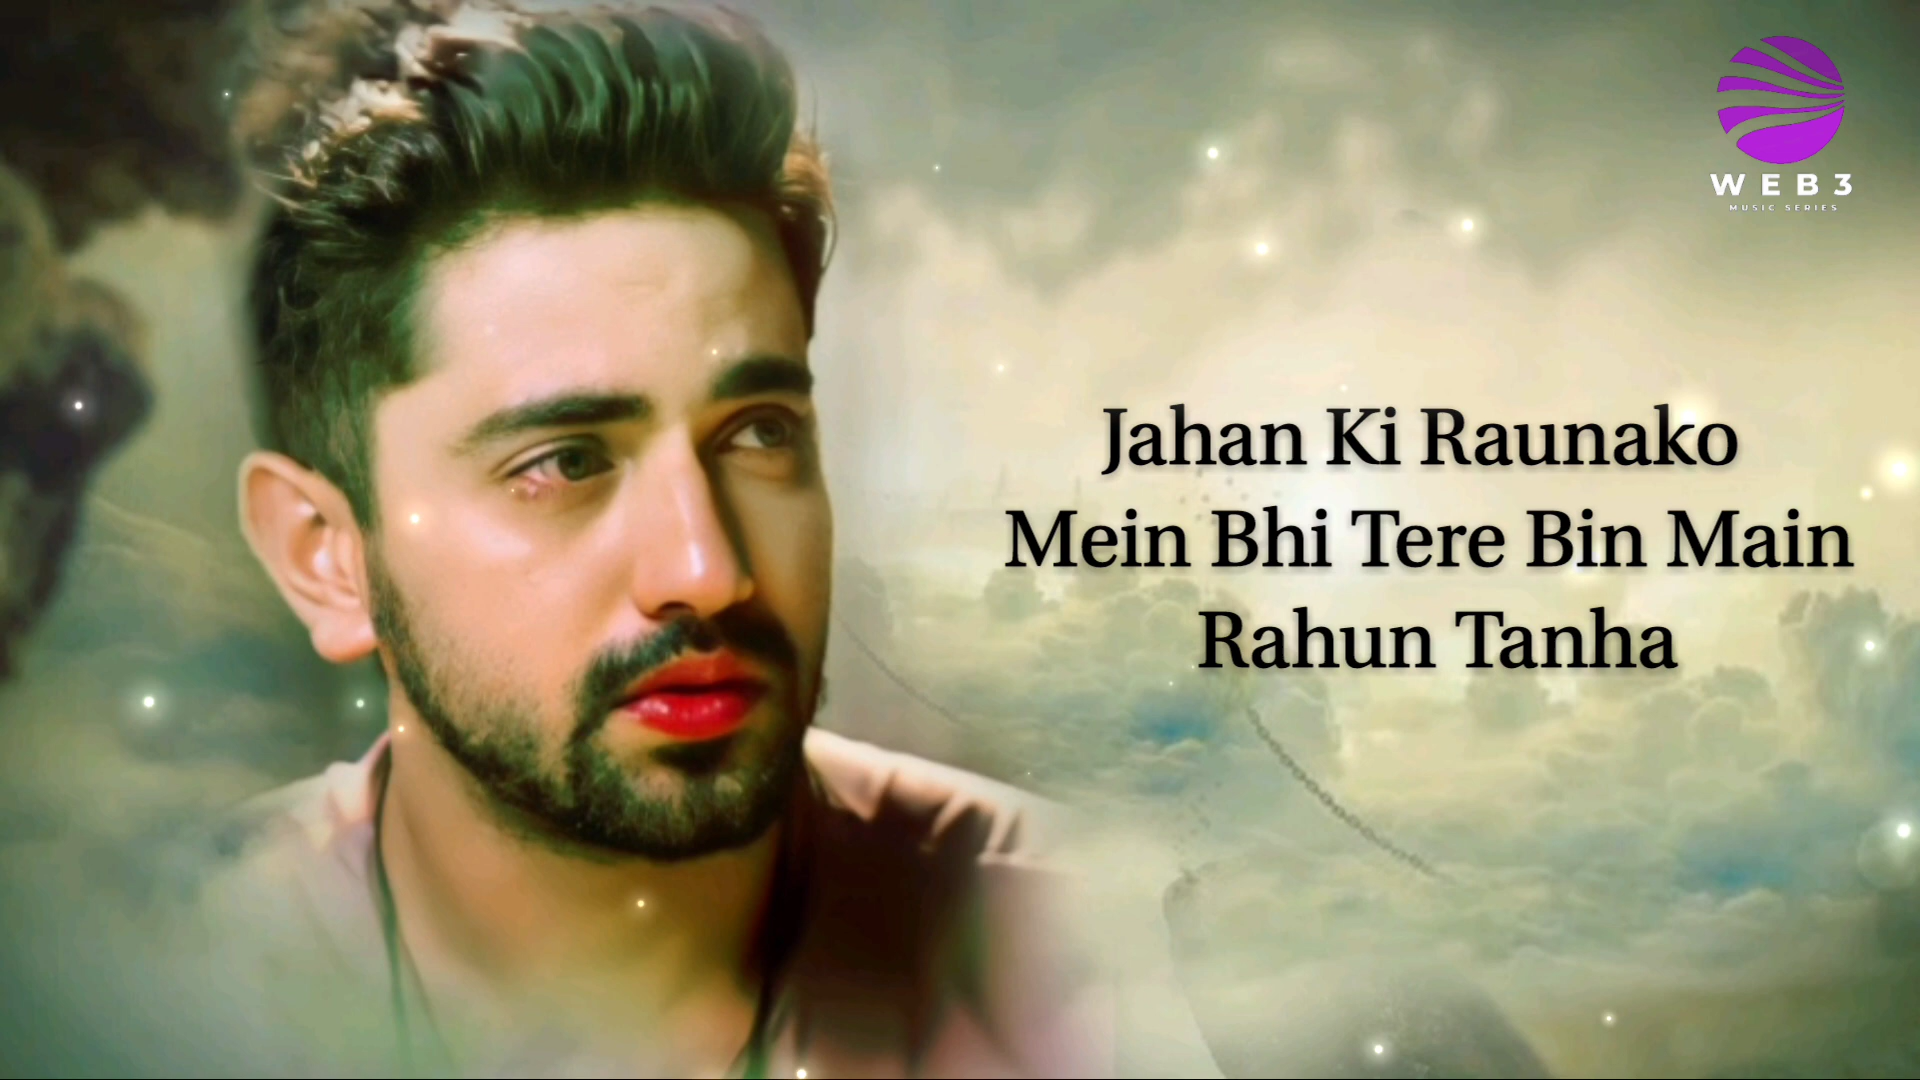 WEB3
MUSIC SERIES
Jahan Ki Raunako
Mein Bhi Tere Bin Main
Rahun Tanha